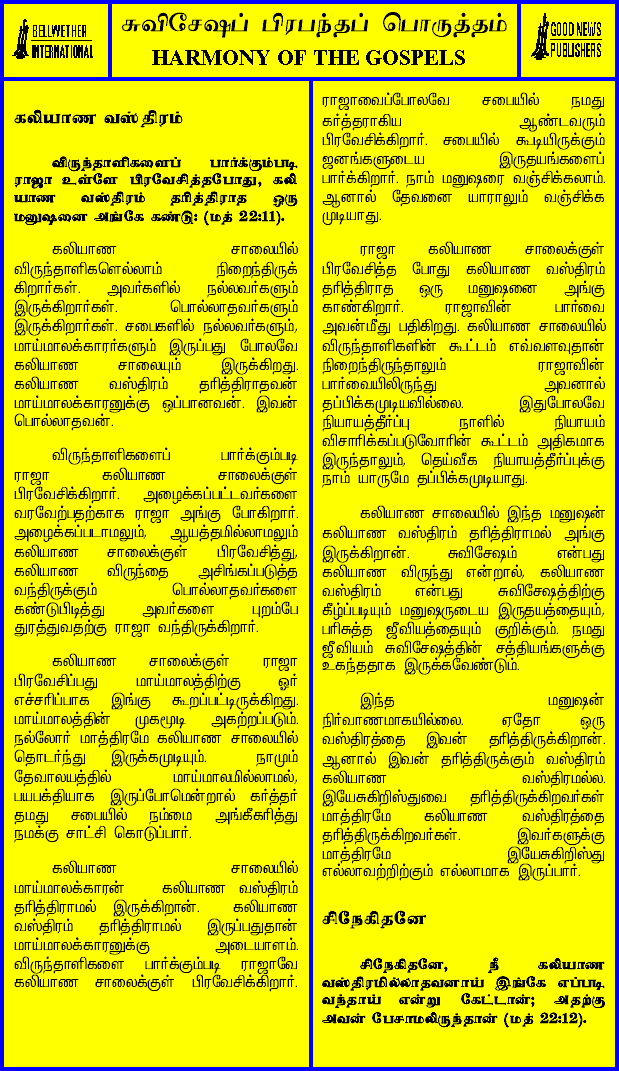 BELLWETHER
INTERNATIONAL
சுவிசேஷப் பிரபந்தப் பொருத்தம்
HARMONY OF THE GOSPELS
GOOD NEWS
PUBLISHERS
கலியாண வஸ்திரம்
விருந்தாளிகளைப் பார்க்கும்படி
ராஜா உள்ளே பிரவேசித்தபோது, கலி
யாண வஸ்திரம் தரித்திராத ஒரு
மனுஷனை அங்கே கண்டு: (மத் 22:11).
கலியாண சாலையில்
விருந்தாளிகளெல்லாம் நிறைந்திருக்
கிறார்கள். அவர்களில் நல்லவர்களும்
இருக்கிறார்கள். பொல்லாதவர்களும்
இருக்கிறார்கள். சபைகளில் நல்லவர்களும்,
மாய்மாலக்காரர்களும் இருப்பது போலவே
கலியாண சாலையும் இருக்கிறது.
கலியாண வஸ்திரம் தரித்திராதவன்
மாய்மாலக்காரனுக்கு ஒப்பானவன். இவன்
பொல்லாதவன்.
விருந்தாளிகளைப் பார்க்கும்படி
ராஜா கலியாண சாலைக்குள்
பிரவேசிக்கிறார். அழைக்கப்பட்டவர்களை
வரவேற்பதற்காக ராஜா அங்கு போகிறார்.
அழைக்கப்படாமலும், ஆயத்தமில்லாமலும்
கலியாண சாலைக்குள் பிரவேசித்து,
கலியாண விருந்தை அசிங்கப்படுத்த
வந்திருக்கும் பொல்லாதவர்களை
கண்டுபிடித்து அவர்களை புறம்பே
துரத்துவதற்கு ராஜா வந்திருக்கிறார்.
கலியாண சாலைக்குள் ராஜா
பிரவேசிப்பது மாய்மாலத்திற்கு ஓர்
எச்சரிப்பாக இங்கு கூறப்பட்டிருக்கிறது.
மாய்மாலத்தின் முகமூடி அகற்றப்படும்.
நல்லோர் மாத்திரமே கலியாண சாலையில்
தொடர்ந்து இருக்கமுடியும். நாமும்
தேவாலயத்தில் மாய்மாலமில்லாமல்,
பயபக்தியாக இருப்போமென்றால் கர்த்தர்
தமது சபையில் நம்மை அங்கீகரித்து
நமக்கு சாட்சி கொடுப்பார்.
கலியாண சாலையில்
மாய்மாலக்காரன் கலியாண வஸ்திரம்
தரித்திராமல் இருக்கிறான். கலியாண
வஸ்திரம் தரித்திராமல் இருப்பதுதான்
மாய்மாலக்காரனுக்கு அடையாளம்.
விருந்தாளிகளை பார்க்கும்படி ராஜாவே
கலியாண சாலைக்குள் பிரவேசிக்கிறார்.
ராஜாவைப்போலவே சபையில் நமது
கர்த்தராகிய ஆண்டவரும்
பிரவேசிக்கிறார். சபையில் கூடியிருக்கும்
ஜனங்களுடைய இருதயங்களைப்
பார்க்கிறார். நாம் மனுஷரை வஞ்சிக்கலாம்.
ஆனால் தேவனை யாராலும் வஞ்சிக்க
முடியாது.
ராஜா கலியாண சாலைக்குள்
பிரவேசித்த போது கலியாண வஸ்திரம்
தரித்திராத ஒரு மனுஷனை அங்கு
காண்கிறார். ராஜாவின் பார்வை
அவன்மீது பதிகிறது. கலியாண சாலையில்
விருந்தாளிகளின் கூட்டம் எவ்வளவுதான்
நிறைந்திருந்தாலும் ராஜாவின்
பார்வையிலிருந்து அவனால்
தப்பிக்கமுடியவில்லை. இதுபோலவே
நியாயத்தீர்ப்பு நாளில் நியாயம்
விசாரிக்கப்படுவோரின் கூட்டம் அதிகமாக
இருந்தாலும், தெய்வீக நியாயத்தீர்ப்புக்கு
நாம் யாருமே தப்பிக்கமுடியாது.
கலியாண சாலையில் இந்த மனுஷன்
கலியாண வஸ்திரம் தரித்திராமல் அங்கு
இருக்கிறான். சுவிசேஷம் என்பது
கலியாண விருந்து என்றால், கலியாண
வஸ்திரம் என்பது சுவிசேஷத்திற்கு
கீழ்ப்படியும் மனுஷருடைய இருதயத்தையும்,
பரிசுத்த ஜீவியத்தையும் குறிக்கும். நமது
ஜீவியம் சுவிசேஷத்தின் சத்தியங்களுக்கு
உகந்ததாக இருக்கவேண்டும்.
இந்த மனுஷன்
நிர்வாணமாகயில்லை. ஏதோ ஒரு
வஸ்திரத்தை இவன் தரித்திருக்கிறான்.
ஆனால் இவன் தரித்திருக்கும் வஸ்திரம்
கலியாண வஸ்திரமல்ல.
இயேசுகிறிஸ்துவை தரித்திருக்கிறவர்கள்
மாத்திரமே கலியாண வஸ்திரத்தை
தரித்திருக்கிறவர்கள். இவர்களுக்கு
மாத்திரமே இயேசுகிறிஸ்து
எல்லாவற்றிற்கும் எல்லாமாக இருப்பார்.
சிநேகிதனே
சிநேகிதனே, நீ கலியாண
வஸ்திரமில்லாதவனாய் இங்கே எப்படி
வந்தாய் என்று கேட்டான்; அதற்கு
அவன் பேசாமலிருந்தான் (மத் 22:12).